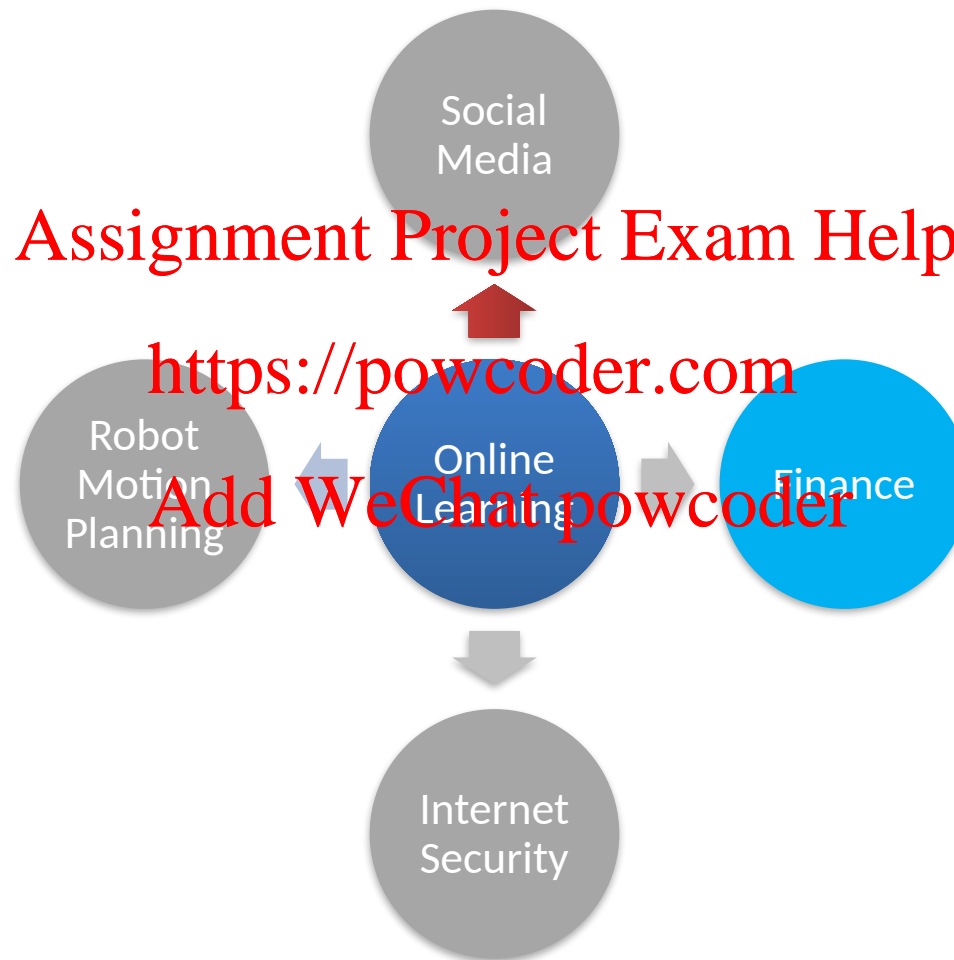 Social
Media
Assignment Project Exam Help
https://powcoder.com
Robot
Motion
Planning
Online
Learning
Finance
Add WeChat powcoder
Internet
Security